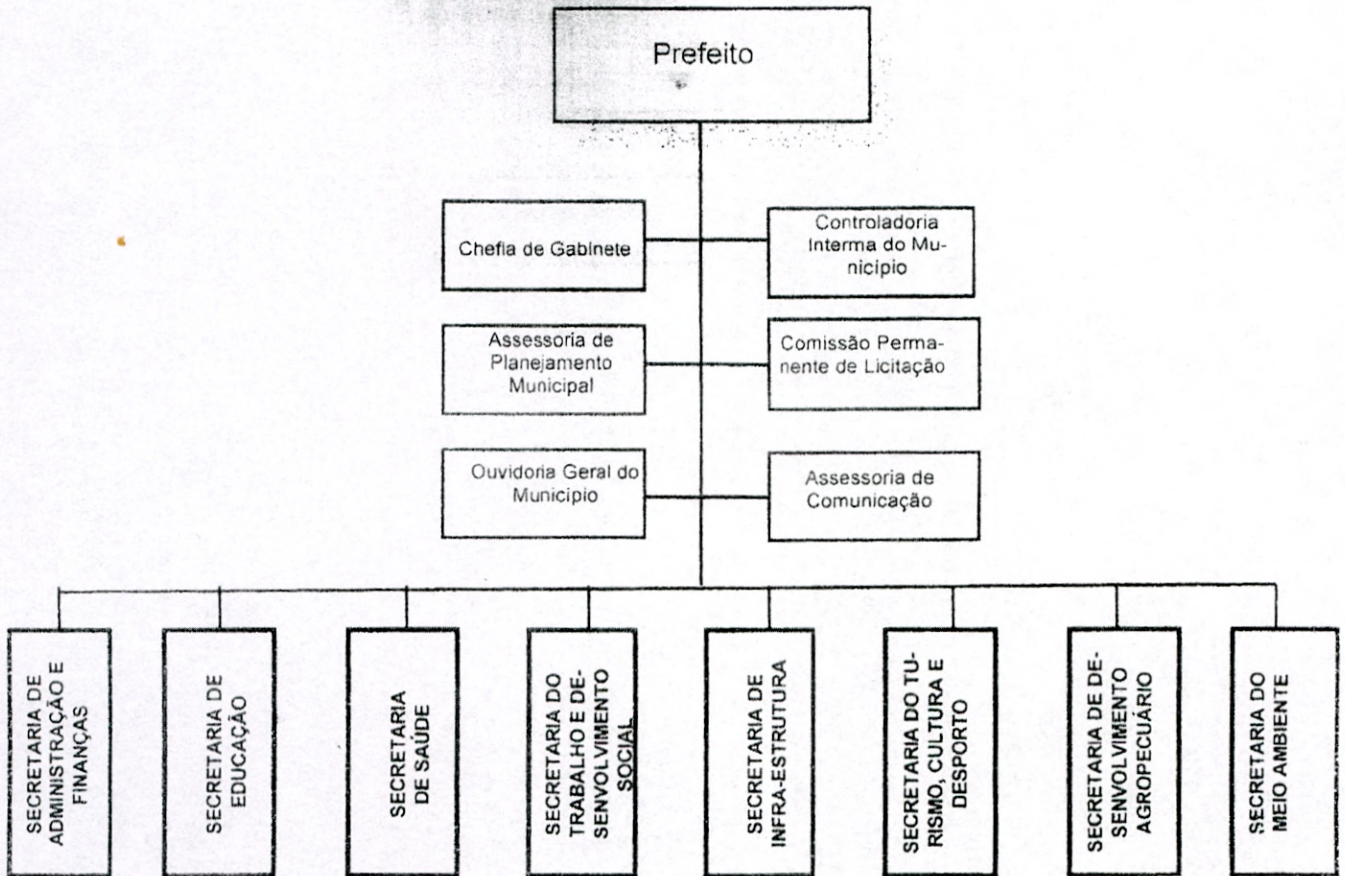 Prefeito
Chefia de Gabinete
Controladoria
Interma do Mu-
nicipio
Assessoria de
Planejamento
Municipal
Comissão Perma-
nente de Licitação
Ouvidoria Geral do
Municipio
Assessoria de
Comunicação
SECRETARIA DE
ADMINISTRAÇÃO E
FINANÇAS
SECRETARIA DE
EDUCAÇÃO
SECRETARIA
DE SAÚDE
SECRETARIA DO
TRABALHO E DE-
SENVOLVIMENTO
SOCIAL
SECRETARIA DE
INFRA-ESTRUTURA
SECRETARIA DO TU-
RISMO, CULTURA E
DESPORTO
SECRETARIA DE DE-
SENVOLVIMENTO
AGROPECUÁRIO
SECRETARIA DO
MEIO AMBIENTE